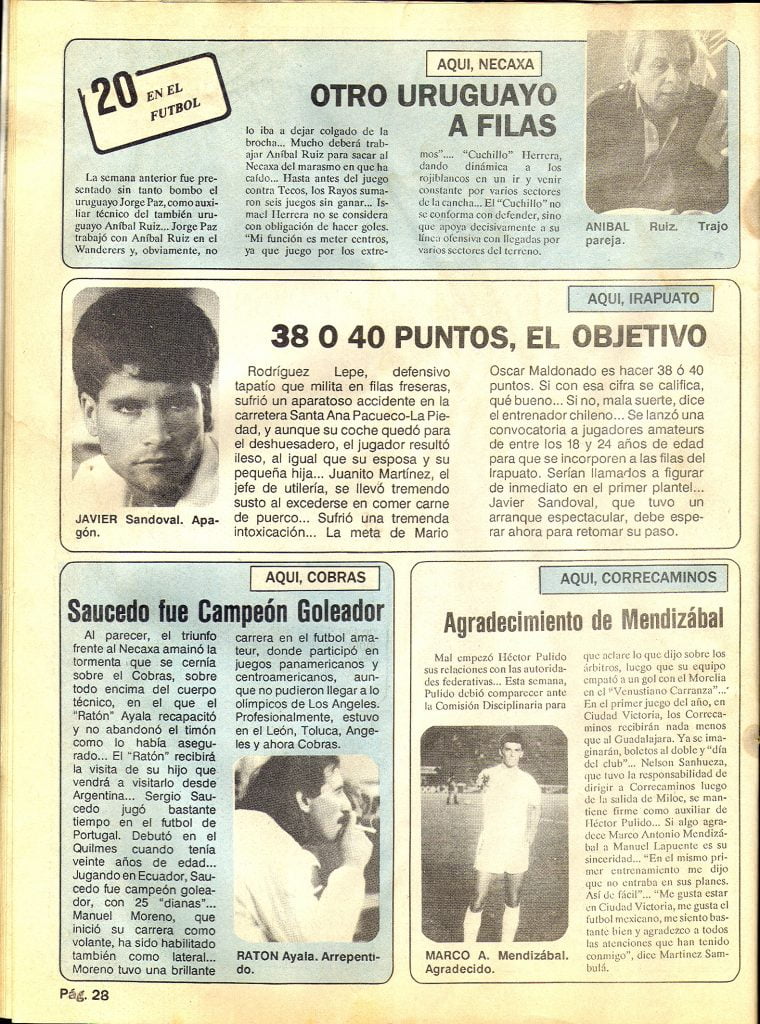 20 EN EL
FUTBOL
AQUI, NECAXA
OTRO URUGUAYO
A FILAS
La semana anterior fue pre-
sentado sin tanto bombo el
uruguayo Jorge Paz, como auxi-
liar técnico del también uru-
guayo Aníbal Ruiz... Jorge Paz
trabajó con Aníbal Ruiz en el
Wanderers y, obviamente, no
lo iba a dejar colgado de la
brocha... Mucho deberá traba-
jar Aníbal Ruiz para sacar al
Necaxa del marasmo en que ha
caído... Hasta antes del juego
contra Tecos, los Rayos suma-
ron seis juegos sin ganar... Is-
mael Herrera no se considera
con obligación de hacer goles.
"Mi función es meter centros,
ya que juego por los extre-
mos".... "Cuchillo" Herrera,
dando dinámica a los
rojiblancos en un ir y venir
constante por varios sectores
de la cancha... El "Cuchillo" no
se conforma con defender, sino
que apoya decisivamente a su
línea ofensiva con llegadas por
varios sectores del terreno.
ANIBAL Ruiz. Trajo
pareja.
AQUI, IRAPUATO
38 O 40 PUNTOS, EL OBJETIVO
JAVIER Sandoval. Apa-
gón.
Rodríguez Lepe, defensivo
tapatío que milita en filas freseras,
sufrió un aparatoso accidente en la
carretera Santa Ana Pacueco-La Pie-
dad, y aunque su coche quedó para
el deshuesadero, el jugador resultó
ileso, al igual que su esposa y su
pequeña hija... Juanito Martínez, el
jefe de utilería, se llevó tremendo
susto al excederse en comer carne
de puerco... Sufrió una tremenda
intoxicación... La meta de Mario
Oscar Maldonado es hacer 38 ó 40
puntos. Si con esa cifra se califica,
qué bueno... Si no, mala suerte, dice
el entrenador chileno... Se lanzó una
convocatoria a jugadores amateurs
de entre los 18 y 24 años de edad
para que se incorporen a las filas del
Irapuato. Serían llamados a figurar
de inmediato en el primer plantel...
Javier Sandoval, que tuvo un
arranque espectacular, debe espe-
rar ahora para retomar su paso.
AQUI, COBRAS
Saucedo fue Campeón Goleador
Al parecer, el triunfo
frente al Necaxa amainó la
tormenta que se cernía
sobre el Cobras, sobre
todo encima del cuerpo
técnico, en el que el
"Ratón" Ayala recapacitó
y no abandonó el timón
como lo había asegu-
rado... El "Ratón" recibirá
la visita de su hijo que
vendrá a visitarlo desde
Argentina... Sergio Sau-
cedo jugó bastante
tiempo en el futbol de
Portugal. Debutó en el
Quilmes cuando tenía
veinte años de edad...
Jugando en Ecuador, Sau-
cedo fue campeón golea-
dor, con 25 "dianas"...
Manuel Moreno, que
inició su carrera como
volante, ha sido habilitado
también como lateral...
Moreno tuvo una brillante
carrera en el futbol ama-
teur, donde participó en
juegos panamericanos y
centroamericanos, aun-
que no pudieron llegar a lo
olímpicos de Los Angeles.
Profesionalmente, estuvo
en el León, Toluca, Ange-
les y ahora Cobras.
RATON Ayala. Arrepenti-
do.
AQUI, CORRECAMINOS
Agradecimiento de Mendizábal
Mal empezó Héctor Pulido
sus relaciones con las autorida-
des federativas... Esta semana,
Pulido debió comparecer ante
la Comisión Disciplinaria para
que aclare lo que dijo sobre los
árbitros, luego que su equipo
empató a un gol con el Morelia
en el "Venustiano Carranza"...
En el primer juego del año, en
Ciudad Victoria, los Correca-
minos recibirán nada menos
que al Guadalajara. Ya se ima-
ginarán, boletos al doble y "día
del club"... Nelson Sanhueza,
que tuvo la responsabilidad de
dirigir a Correcaminos luego
de la salida de Miloc, se man-
tiene firme como auxiliar de
Héctor Pulido... Si algo agra-
dece Marco Antonio Mendizá-
bal a Manuel Lapuente es su
sinceridad... "En el mismo pri-
mer entrenamiento me dijo
que no entraba en sus planes.
Así de fácil"... "Me gusta estar
en Ciudad Victoria, me gusta el
futbol mexicano, me siento bas-
tante bien y agradezco a todos
las atenciones que han tenido
conmigo", dice Martínez Sam-
bulá.
MARCO A. Mendizábal.
Agradecido.
Pág. 28